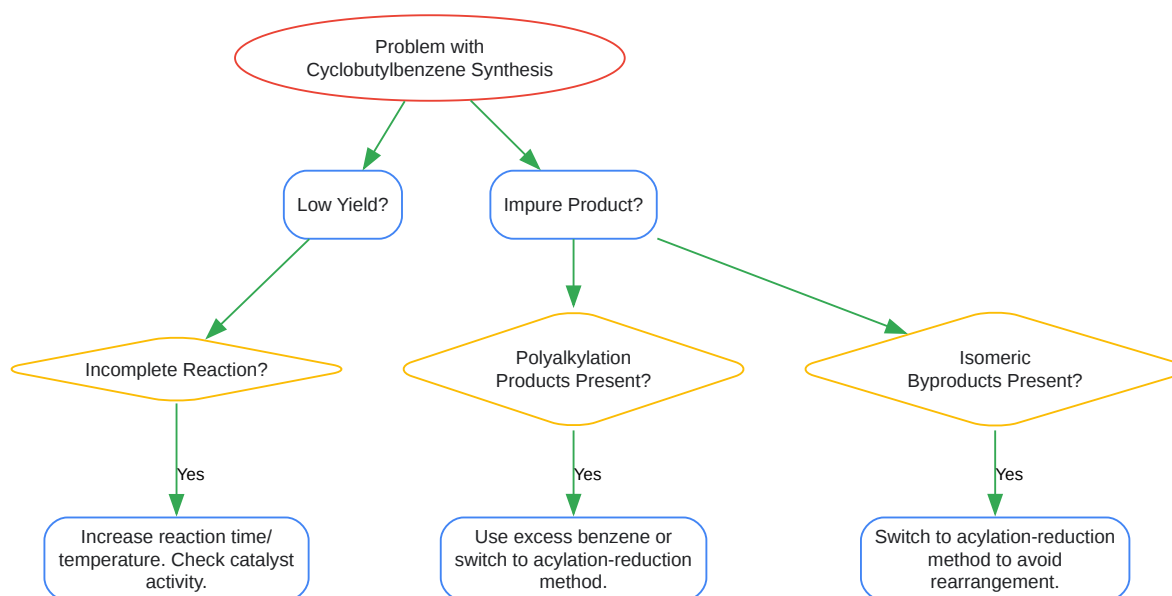 Problem with
Cyclobutylbenzene Synthesis
Low Yield?
Impure Product?
Incomplete Reaction?
Polyalkylation
Products Present?
Isomeric
Byproducts Present?
Yes
Yes
Yes
Increase reaction time/
temperature. Check catalyst
activity.
Use excess benzene or
switch to acylation-reduction
method.
Switch to acylation-reduction
method to avoid
rearrangement.